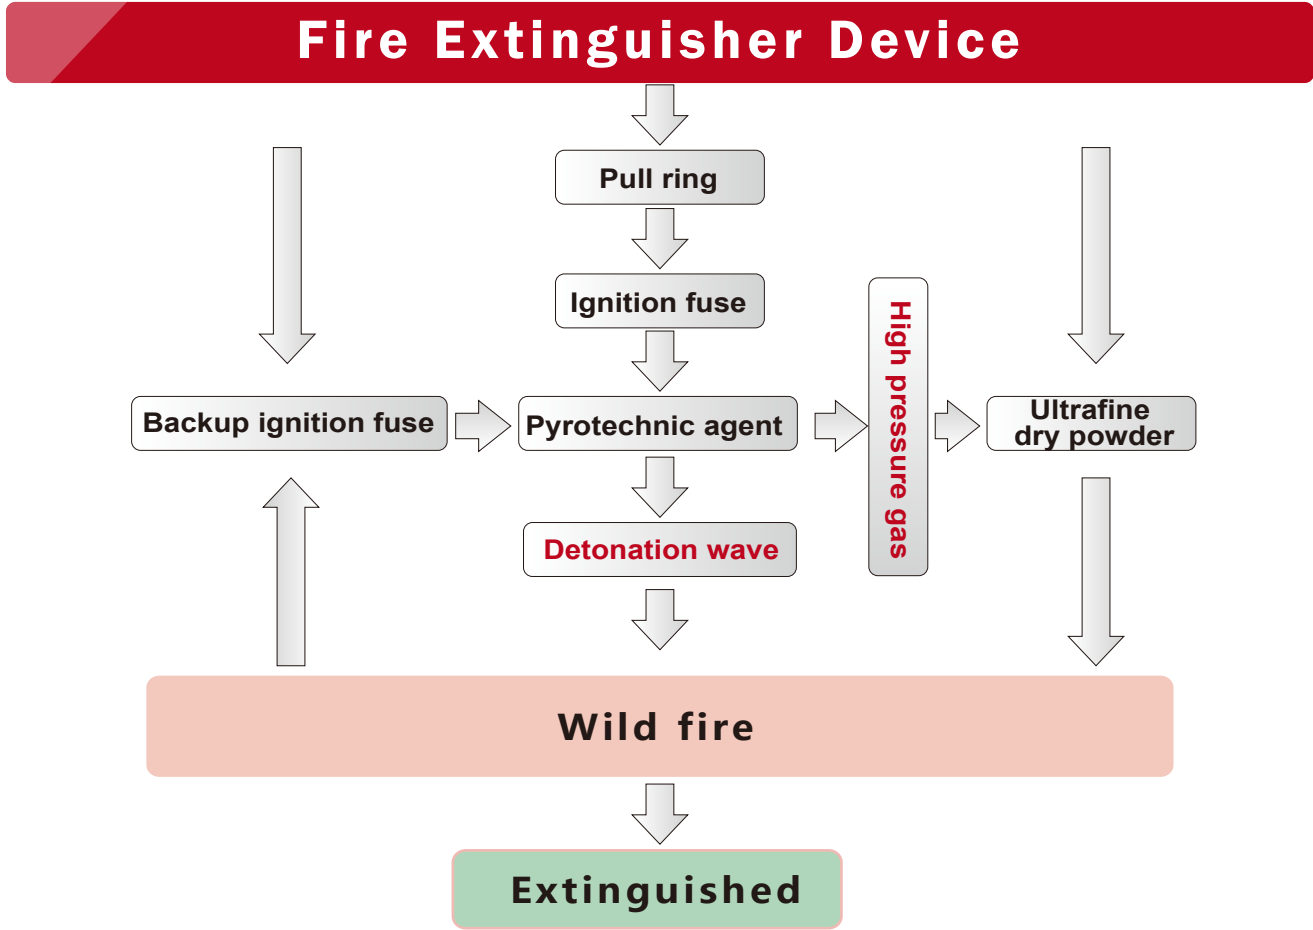 Fire Extinguisher Device
Pull ring
Ignition fuse
High pressure gas
Backup ignition fuse
Pyrotechnic agent
Ultrafine
dry powder
Detonation wave
Wild fire
Extinguished